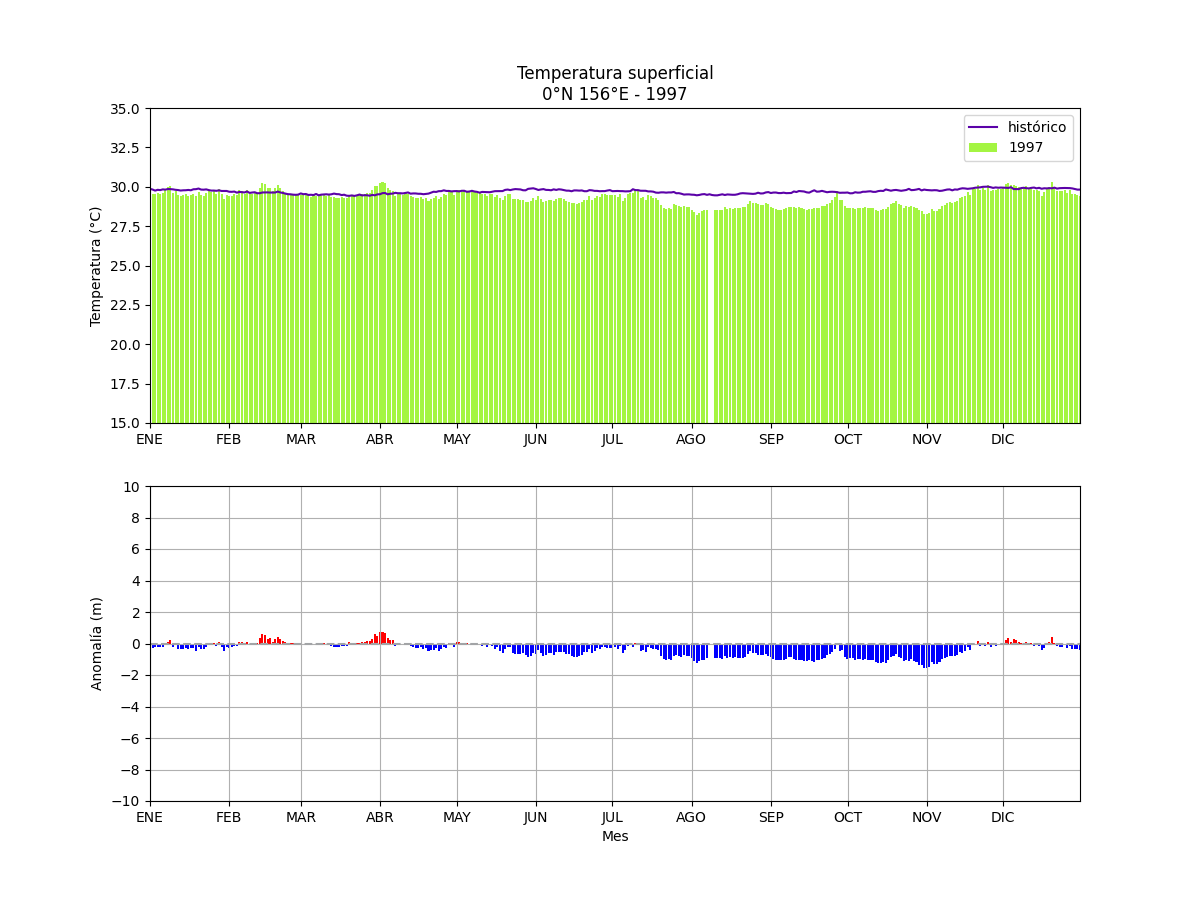 Temperatura superficial
0°N 156°E - 1997
35.0
32.5
30.0
27.5
25.0
22.5
20.0
17.5
15.0
Temperatura (°C)
histórico
1997
ENE FEB MAR ABR MAY JUN JUL AGO SEP OCT NOV DIC
10
8
6
4
2
0
−2
−4
−6
−8
−10
Anomalía (m)
ENE FEB MAR ABR MAY JUN JUL AGO SEP OCT NOV DIC
Mes